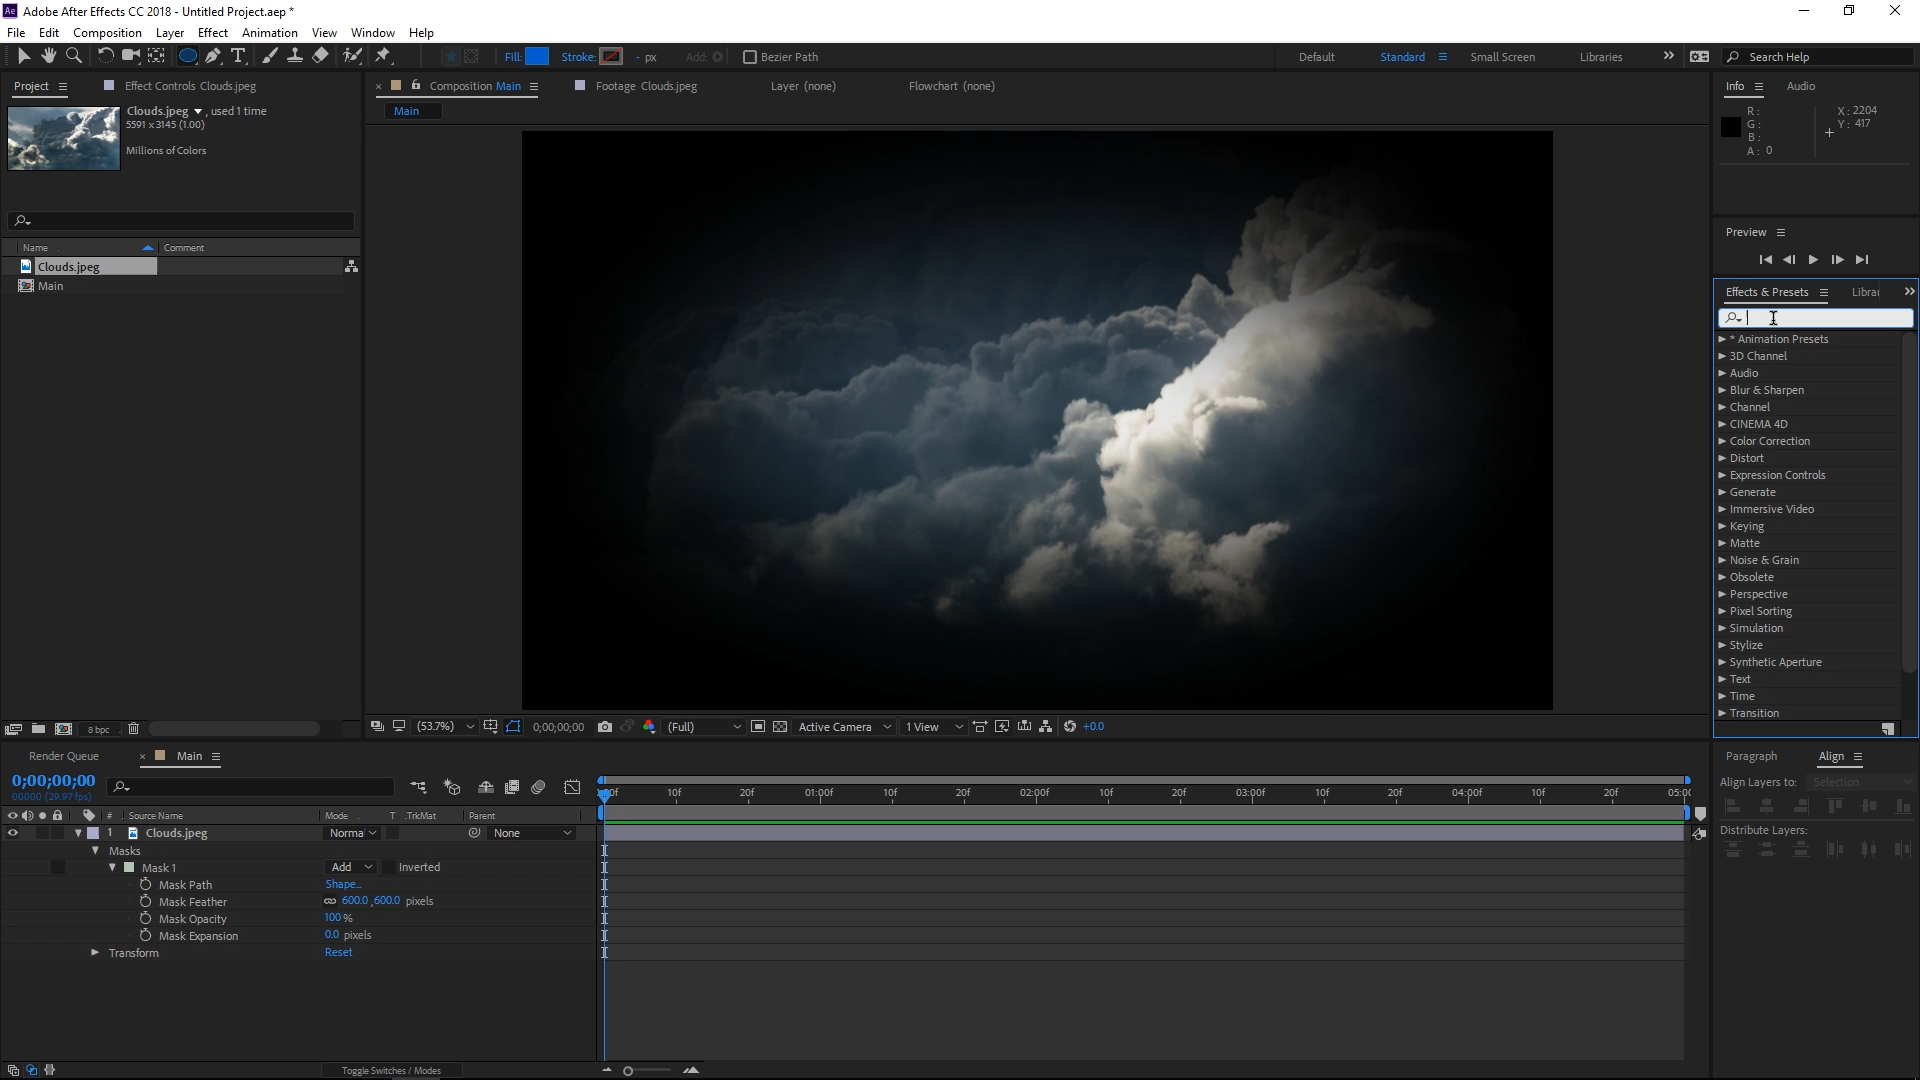 Adobe After Effects CC 2018 - Untitled Project.aep *
File Edit Composition Layer Effect Animation View Window Help
Fill: Stroke: - px Add: Bezier Path Default Standard Small Screen Libraries Search Help
Project Effect Controls Clouds.jpeg
Clouds.jpeg , used 1 time
5591 x 3145 (1.00)
Millions of Colors
Name Comment
Clouds.jpeg
Main
8 bpc
Composition Main Footage Clouds.jpeg Layer (none) Flowchart (none)
Main
(53.7%) 0;00;00;00 (Full) Active Camera 1 View +0.0
Info Audio
R: X: 2204
G: Y: 417
B:
A: 0
Preview
Effects & Presets Librar
* Animation Presets
3D Channel
Audio
Blur & Sharpen
Channel
CINEMA 4D
Color Correction
Distort
Expression Controls
Generate
Immersive Video
Keying
Matte
Noise & Grain
Obsolete
Perspective
Pixel Sorting
Simulation
Stylize
Synthetic Aperture
Text
Time
Transition
Render Queue Main
0;00;00;00
00000 (29.97 fps)
# Source Name Mode T .TrkMat Parent
1 Clouds.jpeg Normal None
Masks
Mask 1 Add Inverted
Mask Path Shape...
Mask Feather 600.0 ,600.0 pixels
Mask Opacity 100 %
Mask Expansion 0.0 pixels
Transform Reset
10f 20f 01:00f 10f 20f 02:00f 10f 20f 03:00f 10f 20f 04:00f 10f 20f 05:00
Toggle Switches / Modes
Paragraph Align
Align Layers to: Selection
Distribute Layers: